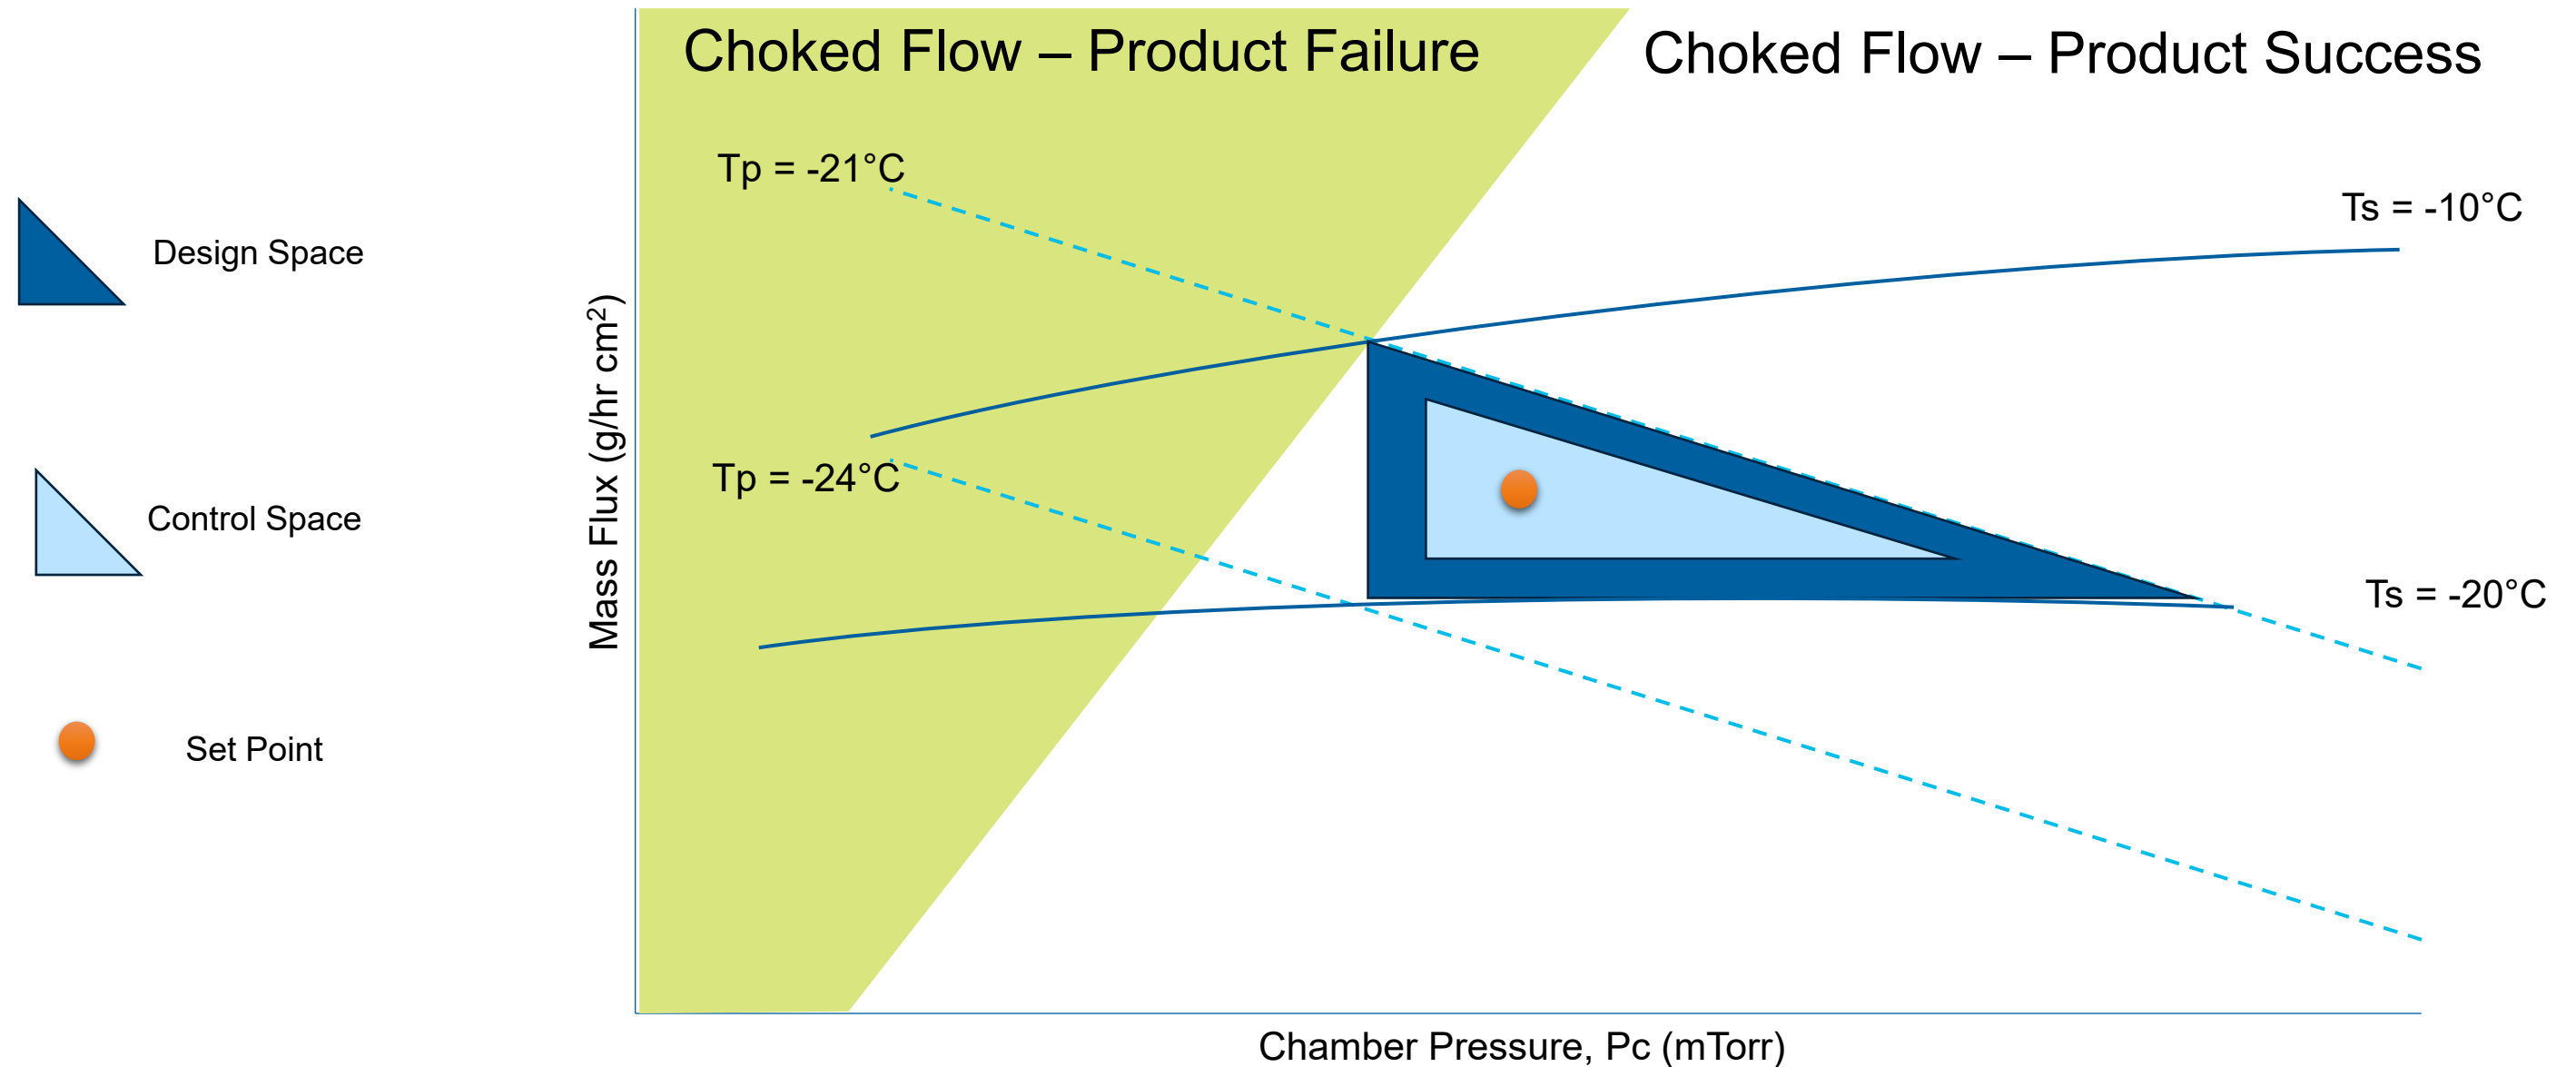 Choked Flow – Product Failure
Choked Flow – Product Success
Tp = -21°C
Ts = -10°C
Design Space
Mass Flux (g/hr cm²)
Tp = -24°C
Control Space
Ts = -20°C
Set Point
Chamber Pressure, Pc (mTorr)